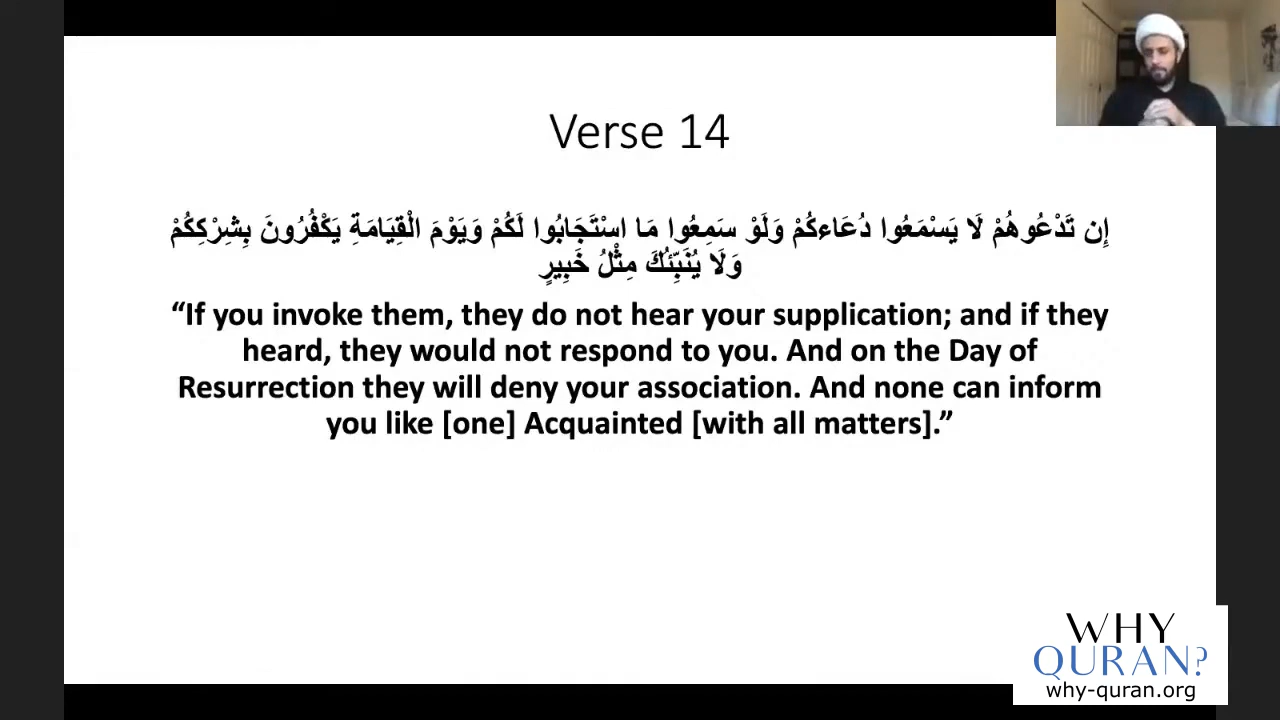 Verse 14
إِن تَدْعُوهُمْ لَا يَسْمَعُوا دُعَاءكُمْ وَلَوْ سَمِعُوا مَا اسْتَجَابُوا لَكُمْ وَيَوْمَ الْقِيَامَةِ يَكْفُرُونَ بِشِرْكِكُمْ
وَلَا يُنَبِّئُكَ مِثْلُ خَبِيرٍ
“If you invoke them, they do not hear your supplication; and if they
heard, they would not respond to you. And on the Day of
Resurrection they will deny your association. And none can inform
you like [one] Acquainted [with all matters].”
WHY
QURAN?
why-quran.org